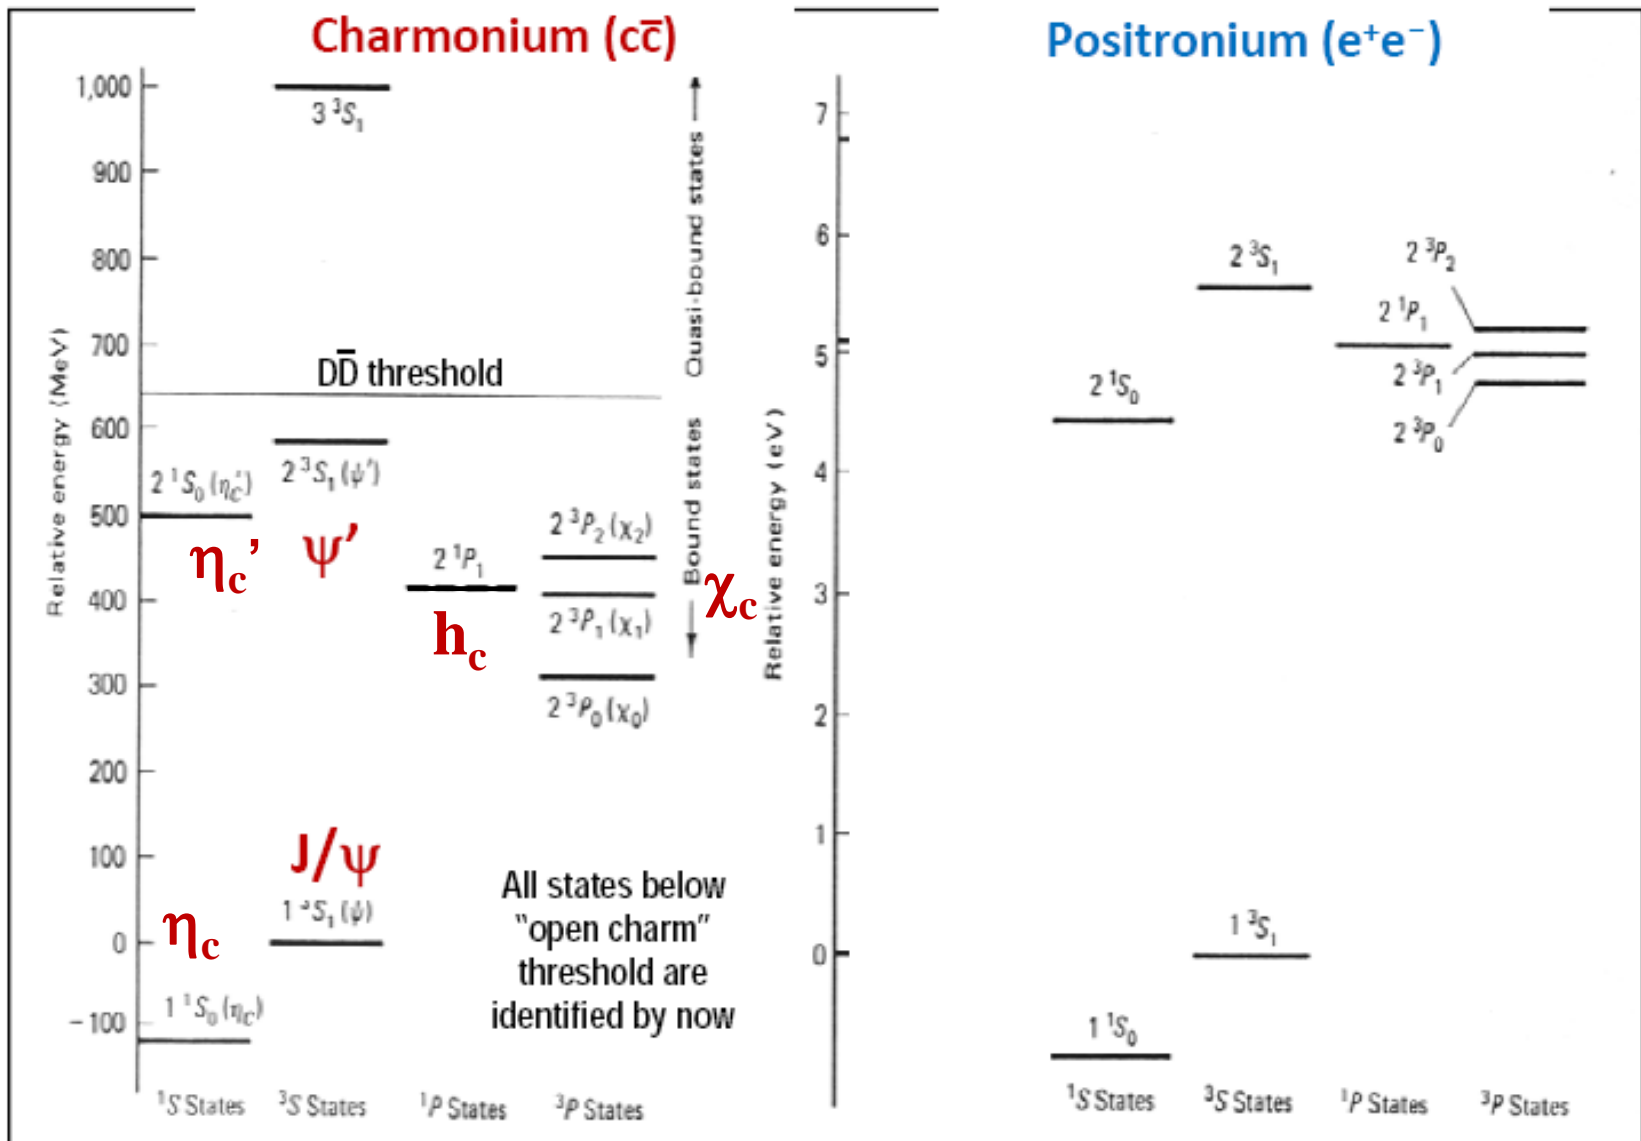 Charmonium (cc̅)
1,000
900
800
700
600
500
400
300
200
100
0
−100
Relative energy (MeV)
3 ³S₁
DD̅ threshold
2 ¹S₀ (η′c)
2 ³S₁ (ψ′)
ηc’
ψ′
2 ¹P₁
hc
2 ³P₂ (χ₂)
2 ³P₁ (χ₁)
2 ³P₀ (χ₀)
χc
Quasi-bound states
Bound states
J/ψ
1 ³S₁ (ψ)
ηc
1 ¹S₀ (ηc)
All states below
“open charm”
threshold are
identified by now
¹S States
³S States
¹P States
³P States
Positronium (e⁺e⁻)
7
6
5
4
3
2
1
0
Relative energy (eV)
2 ¹S₀
2 ³S₁
2 ¹P₁
2 ³P₂
2 ³P₁
2 ³P₀
1 ³S₁
1 ¹S₀
¹S States
³S States
¹P States
³P States